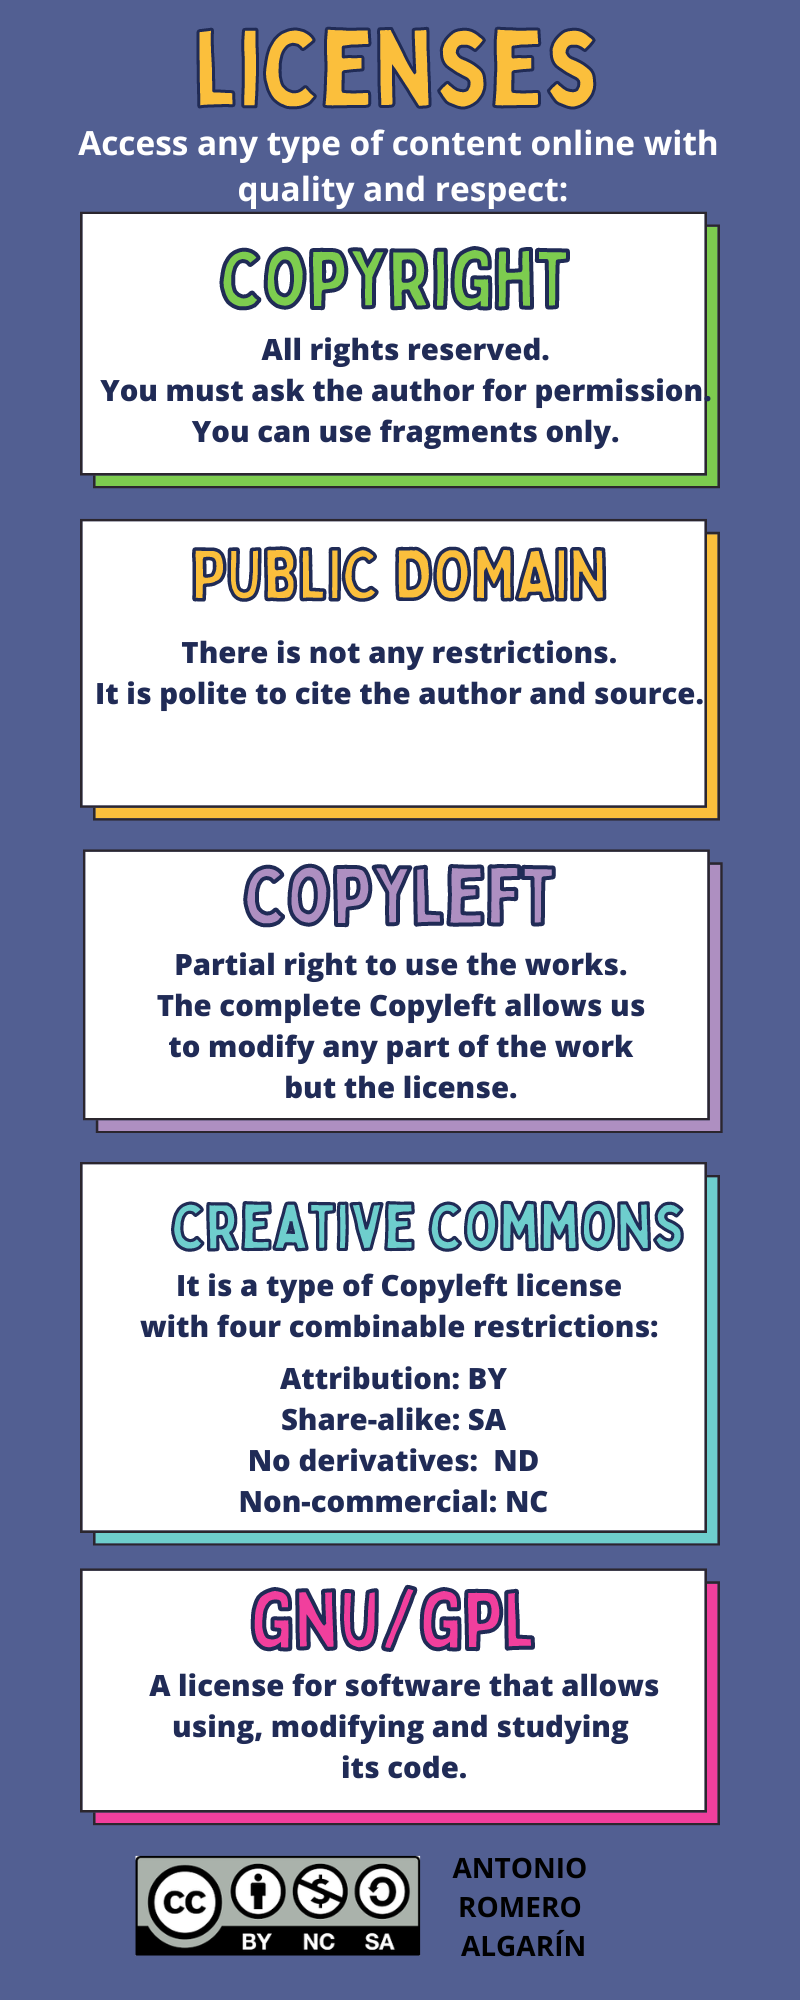 LICENSES
Access any type of content online with
quality and respect:
COPYRIGHT
All rights reserved.
You must ask the author for permission.
You can use fragments only.
PUBLIC DOMAIN
There is not any restrictions.
It is polite to cite the author and source.
COPYLEFT
Partial right to use the works.
The complete Copyleft allows us
to modify any part of the work
but the license.
CREATIVE COMMONS
It is a type of Copyleft license
with four combinable restrictions:
Attribution: BY
Share-alike: SA
No derivatives:  ND
Non-commercial: NC
GNU/GPL
A license for software that allows
using, modifying and studying
its code.
cc
BY NC SA
ANTONIO
ROMERO
ALGARÍN